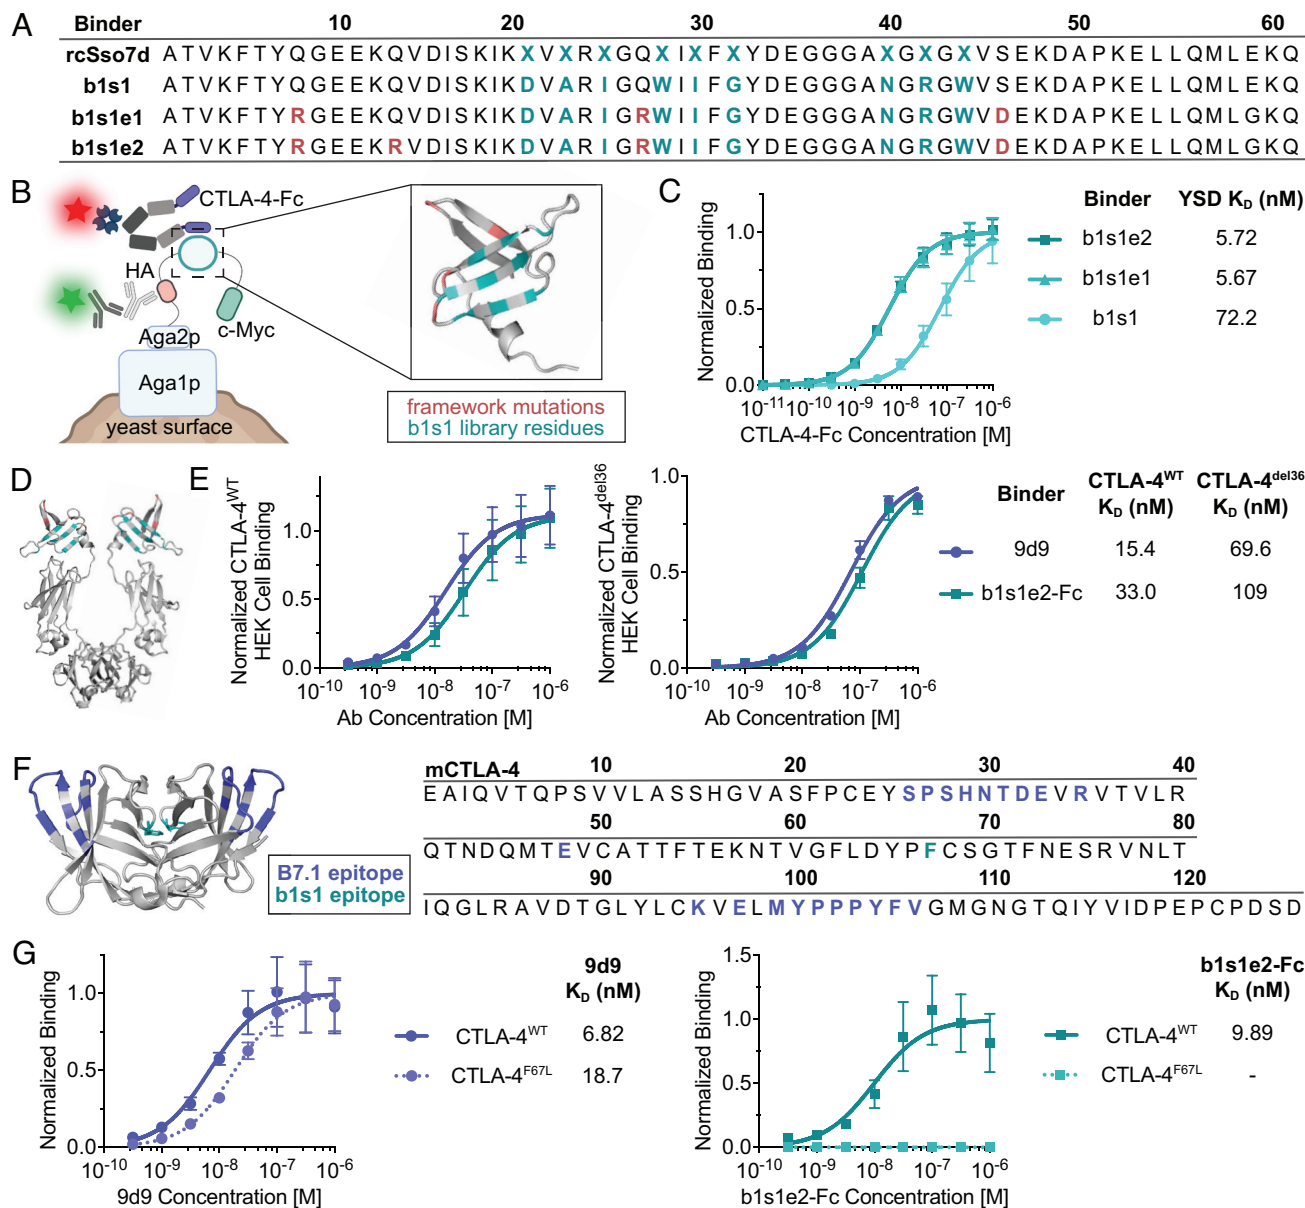 A
Binder 10 20 30 40 50 60
rcSso7d ATVKFTYQGEEKQVDISKIKXVXRXGQXIXFXYDEGGGAXGXGXVSEKDAPKELLQMLEKQ
b1s1 ATVKFTYQGEEKQVDISKIKDVARIGQWIIFGYDEGGGANGRGWVSEKDAPKELLQMLEKQ
b1s1e1 ATVKFTYRGEEKQVDISKIKDVARIGRWIIFGYDEGGGANGRGWVDEKDAPKELLQMLGKQ
b1s1e2 ATVKFTYRGEEKRVDISKIKDVARIGRWIIFGYDEGGGANGRGWVDEKDAPKELLQMLGKQ
B
CTLA-4-Fc
HA
c-Myc
Aga2p
Aga1p
yeast surface
framework mutations
b1s1 library residues
C
Normalized Binding
1.0
0.5
0.0
10-11 10-10 10-9 10-8 10-7 10-6
CTLA-4-Fc Concentration [M]
Binder YSD KD (nM)
b1s1e2 5.72
b1s1e1 5.67
b1s1 72.2
D
E
Normalized CTLA-4WT
HEK Cell Binding
1.0
0.5
0.0
10-10 10-9 10-8 10-7 10-6
Ab Concentration [M]
Normalized CTLA-4del36
HEK Cell Binding
1.0
0.5
0.0
10-10 10-9 10-8 10-7 10-6
Ab Concentration [M]
Binder CTLA-4WT KD (nM) CTLA-4del36 KD (nM)
9d9 15.4 69.6
b1s1e2-Fc 33.0 109
F
B7.1 epitope
b1s1 epitope
mCTLA-4 10 20 30 40
EAIQVTQPSVVLASSHGVASFPCEYSPSHNTDEVRVTVLR
50 60 70 80
QTNDQMTEVCATTFTEKNTVGFLDYPFCSGTFNESRVNLT
90 100 110 120
IQGLRAVDTGLYLCKVELMYPPPYFVGMGNGTQIYVIDPEPCPDSD
G
Normalized Binding
1.0
0.5
0.0
10-10 10-9 10-8 10-7 10-6
9d9 Concentration [M]
9d9
KD (nM)
CTLA-4WT 6.82
CTLA-4F67L 18.7
Normalized Binding
1.5
1.0
0.5
0.0
10-10 10-9 10-8 10-7 10-6
b1s1e2-Fc Concentration [M]
b1s1e2-Fc
KD (nM)
CTLA-4WT 9.89
CTLA-4F67L -